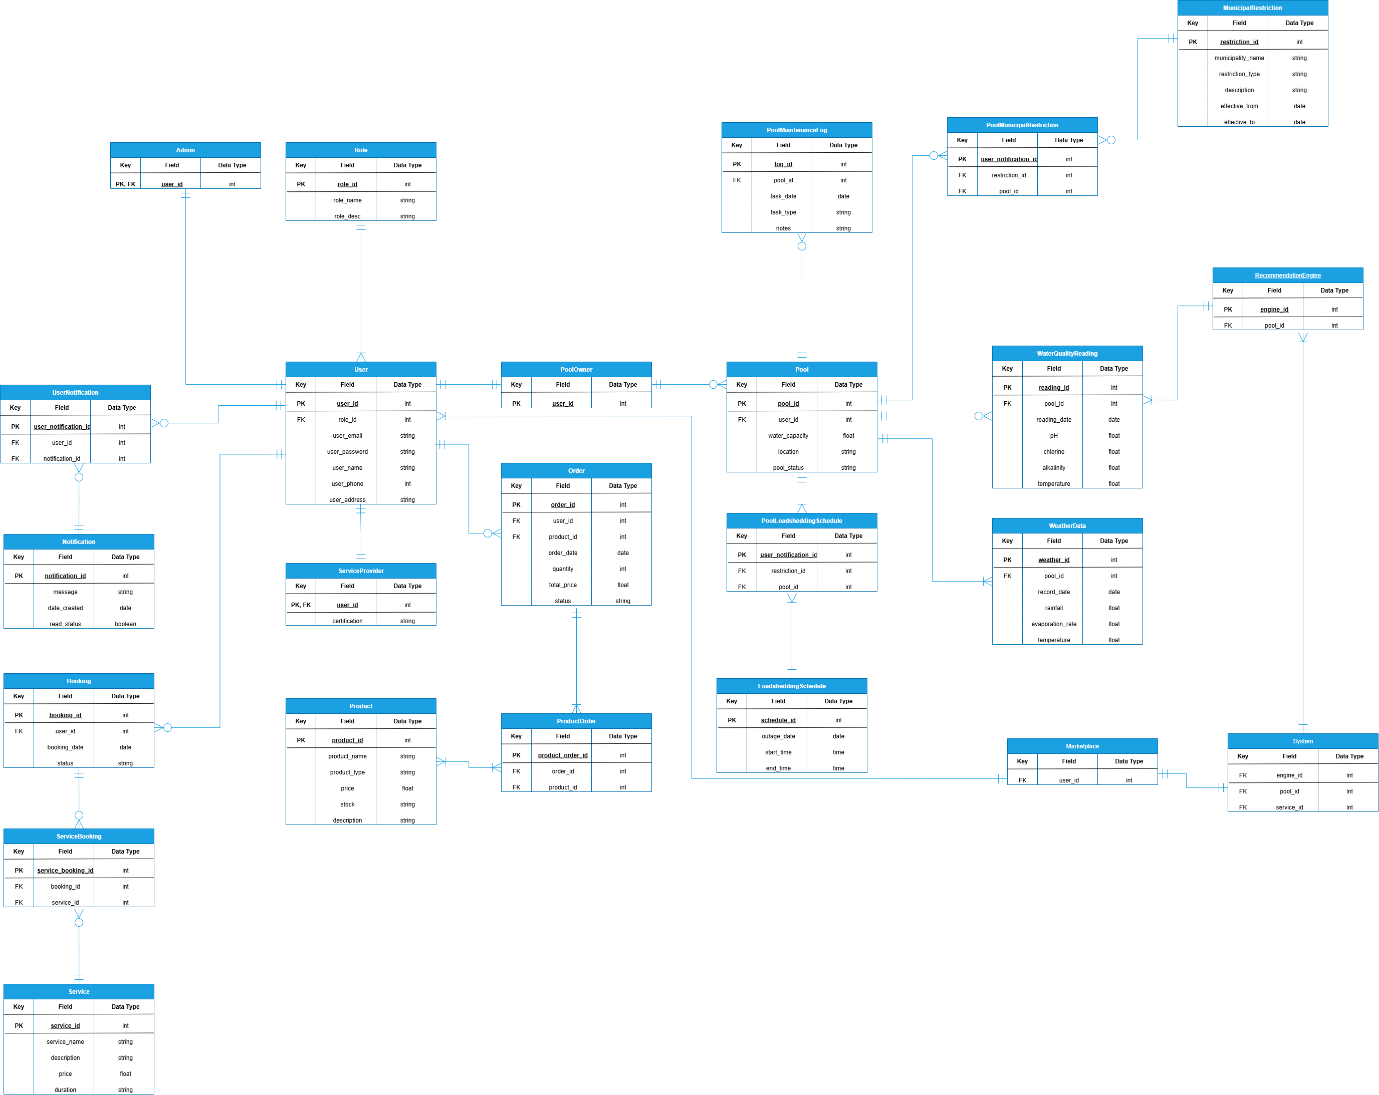 MunicipalRestriction
Key Field Data Type
PK restriction_id int
municipality_name string
restriction_type string
description string
effective_from date
effective_to date
PoolMunicipalRestriction
Key Field Data Type
PK user_notification_id int
FK restriction_id int
FK pool_id int
PoolMaintenanceLog
Key Field Data Type
PK log_id int
FK pool_id int
task_date date
task_type string
notes string
Admin
Key Field Data Type
PK, FK user_id int
Role
Key Field Data Type
PK role_id int
role_name string
role_desc string
RecommendationEngine
Key Field Data Type
PK engine_id int
FK pool_id int
WaterQualityReading
Key Field Data Type
PK reading_id int
FK pool_id int
reading_date date
pH float
chlorine float
alkalinity float
temperature float
User
Key Field Data Type
PK user_id int
FK role_id int
user_email string
user_password string
user_name string
user_phone int
user_address string
PoolOwner
Key Field Data Type
PK user_id int
Pool
Key Field Data Type
PK pool_id int
FK user_id int
water_capacity float
location string
pool_status string
UserNotification
Key Field Data Type
PK user_notification_id int
FK user_id int
FK notification_id int
Order
Key Field Data Type
PK order_id int
FK user_id int
FK product_id int
order_date date
quantity int
total_price float
status string
PoolLoadsheddingSchedule
Key Field Data Type
PK user_notification_id int
FK restriction_id int
FK pool_id int
WeatherData
Key Field Data Type
PK weather_id int
FK pool_id int
record_date date
rainfall float
evaporation_rate float
temperature float
Notification
Key Field Data Type
PK notification_id int
message string
date_created date
read_status booleen
ServiceProvider
Key Field Data Type
PK, FK user_id int
certification string
Booking
Key Field Data Type
PK booking_id int
FK user_id int
booking_date date
status string
LoadsheddingSchedule
Key Field Data Type
PK schedule_id int
outage_date date
start_time time
end_time time
Product
Key Field Data Type
PK product_id int
product_name string
product_type string
price float
stock string
description string
ProductOrder
Key Field Data Type
PK product_order_id int
FK order_id int
FK product_id int
Marketplace
Key Field Data Type
FK user_id int
System
Key Field Data Type
FK engine_id int
FK pool_id int
FK service_id int
ServiceBooking
Key Field Data Type
PK service_booking_id int
FK booking_id int
FK service_id int
Service
Key Field Data Type
PK service_id int
service_name string
description string
price float
duration string